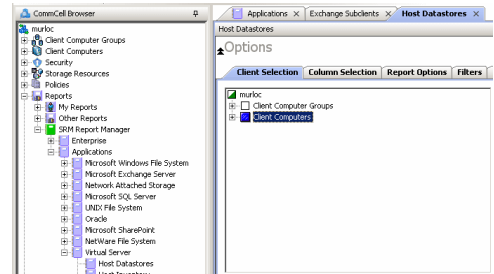 CommCell Browser
murloc
Client Computer Groups
Client Computers
Security
Storage Resources
Policies
Reports
My Reports
Other Reports
SRM Report Manager
Enterprise
Applications
Microsoft Windows File System
Microsoft Exchange Server
Network Attached Storage
Microsoft SQL Server
UNIX File System
Oracle
Microsoft SharePoint
NetWare File System
Virtual Server
Host Datastores
Host Inventory
Applications × Exchange Subclients × Host Datastores ×
Host Datastores
Options
Client Selection Column Selection Report Options Filters
murloc
Client Computer Groups
Client Computers